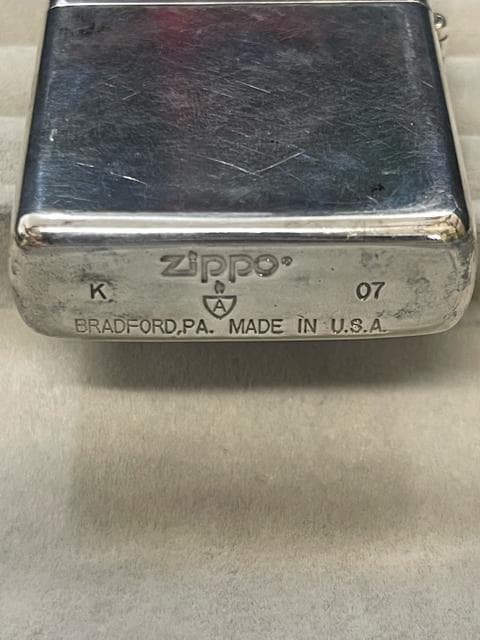 zippo®
K A 07
BRADFORD,PA. MADE IN U.S.A.